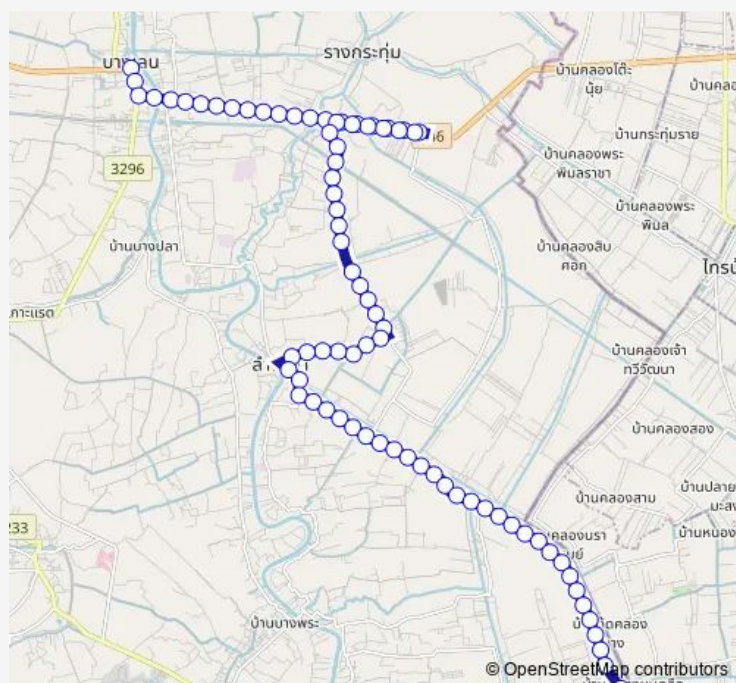 รางกระทุ่ม
บ้านคลองโต๊ะ
นุ้ย
บ้านกระทุ่มราย
3296
บ้านคลองพระ
พิมลราชา
บ้านคลองพระ
พิมล
บ้านบางปลา
บ้านคลองสิบ
ศอก
กาะแรต
บ้านคลองเจ้า
ทวีวัฒนา
บ้านคลองสอง
บ้านคลองสาม
บ้านปลาย
233
บ้านหนอง
บ้านบางพระ
© OpenStreetMap contributors